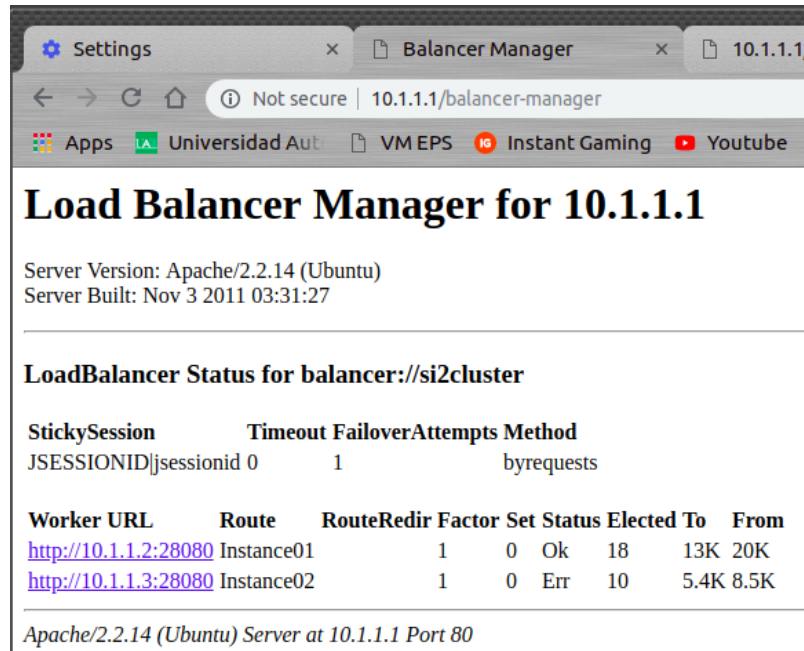 Settings × Balancer Manager × 10.1.1.1
Not secure | 10.1.1.1/balancer-manager
Apps Universidad Aut VM EPS IG Instant Gaming Youtube
Load Balancer Manager for 10.1.1.1
Server Version: Apache/2.2.14 (Ubuntu)
Server Built: Nov 3 2011 03:31:27
LoadBalancer Status for balancer://si2cluster
StickySession Timeout FailoverAttempts Method
JSESSIONID|jsessionid 0 1 byrequests
Worker URL Route RouteRedir Factor Set Status Elected To From
http://10.1.1.2:28080 Instance01 1 0 Ok 18 13K 20K
http://10.1.1.3:28080 Instance02 1 0 Err 10 5.4K 8.5K
Apache/2.2.14 (Ubuntu) Server at 10.1.1.1 Port 80